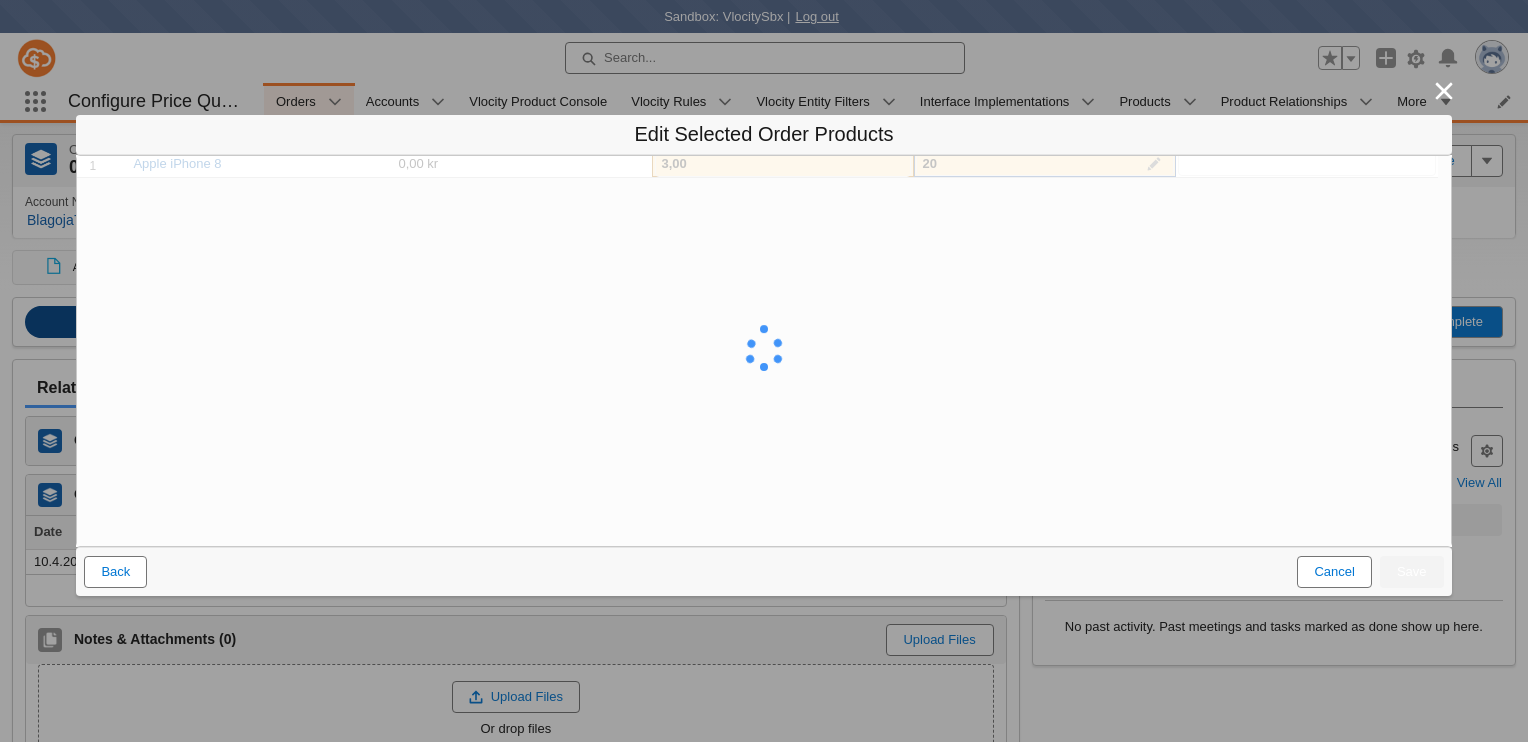 Sandbox: VlocitySbx | Log out
Search...
Configure Price Qu…
Orders
Accounts
Vlocity Product Console
Vlocity Rules
Vlocity Entity Filters
Interface Implementations
Products
Product Relationships
More
Edit Selected Order Products
1 Apple iPhone 8 0,00 kr 3,00 20
Account N
Blagoja
Relat
View All
Date
10.4.20
Back
Cancel
Save
No past activity. Past meetings and tasks marked as done show up here.
Notes & Attachments (0)
Upload Files
Upload Files
Or drop files